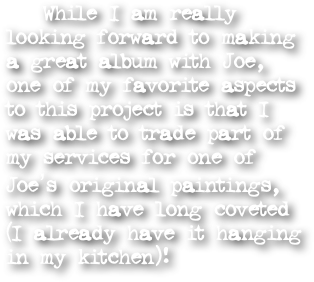 While I am really
looking forward to making
a great album with Joe,
one of my favorite aspects
to this project is that I
was able to trade part of
my services for one of
Joe's original paintings,
which I have long coveted
(I already have it hanging
in my kitchen)!